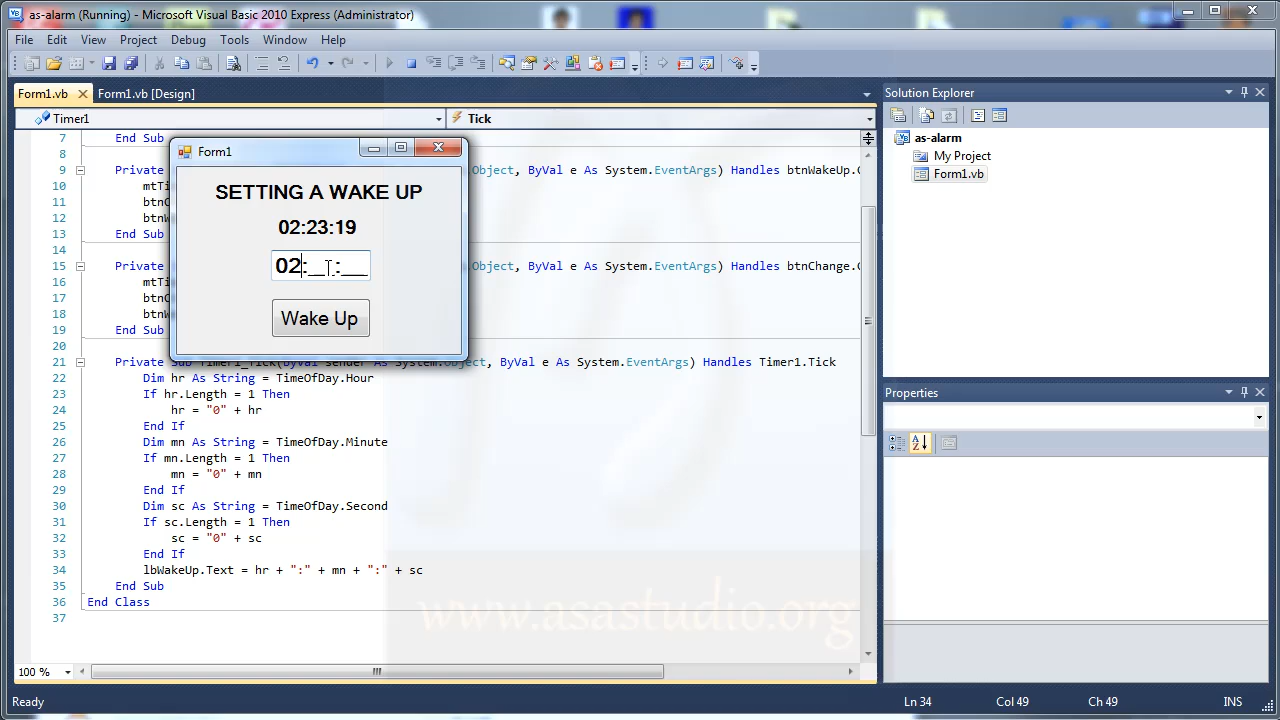 as-alarm (Running) - Microsoft Visual Basic 2010 Express (Administrator)
File Edit View Project Debug Tools Window Help
Form1.vb Form1.vb [Design]
Timer1 Tick
7 End Sub
8
9 Private Object, ByVal e As System.EventArgs) Handles btnWakeUp.
10 mtTi
11 btnC
12 btnW
13 End Sub
14
15 Private Object, ByVal e As System.EventArgs) Handles btnChange.
16 mtTi
17 btnC
18 btnW
19 End Sub
20
21 Private Sub Timer1_Tick(ByVal sender As System.Object, ByVal e As System.EventArgs) Handles Timer1.Tick
22 Dim hr As String = TimeOfDay.Hour
23 If hr.Length = 1 Then
24 hr = "0" + hr
25 End If
26 Dim mn As String = TimeOfDay.Minute
27 If mn.Length = 1 Then
28 mn = "0" + mn
29 End If
30 Dim sc As String = TimeOfDay.Second
31 If sc.Length = 1 Then
32 sc = "0" + sc
33 End If
34 lbWakeUp.Text = hr + ":" + mn + ":" + sc
35 End Sub
36 End Class
37
Form1
SETTING A WAKE UP
02:23:19
02:__:__
Wake Up
Solution Explorer
as-alarm
My Project
Form1.vb
Properties
www.asastudio.org
100 %
Ready Ln 34 Col 49 Ch 49 INS